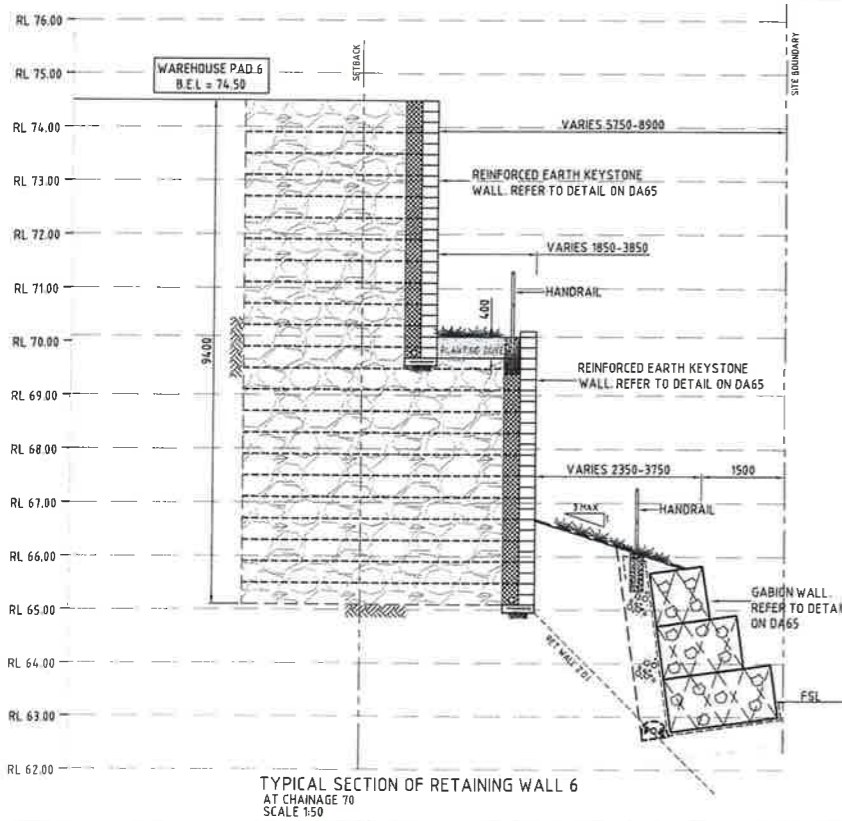 RL 76.00
SITE BOUNDARY
SETBACK
WAREHOUSE PAD 6
B.E.L = 74.50
RL 75.00
RL 74.00
VARIES 5750-8900
REINFORCED EARTH KEYSTONE
WALL. REFER TO DETAIL ON DA65
RL 73.00
RL 72.00
VARIES 1850-3850
RL 71.00
HANDRAIL
400
RL 70.00
PLANTING ZONE
9400
REINFORCED EARTH KEYSTONE
WALL. REFER TO DETAIL ON DA65
RL 69.00
RL 68.00
VARIES 2350-3750
1500
RL 67.00
3 MAX
1
HANDRAIL
RL 66.00
GABION WALL.
REFER TO DETAI
ON DA65
RL 65.00
RL 64.00
RET WALL Z.O.I.
RL 63.00
FSL
RL 62.00
TYPICAL SECTION OF RETAINING WALL 6
AT CHAINAGE 70
SCALE 1:50